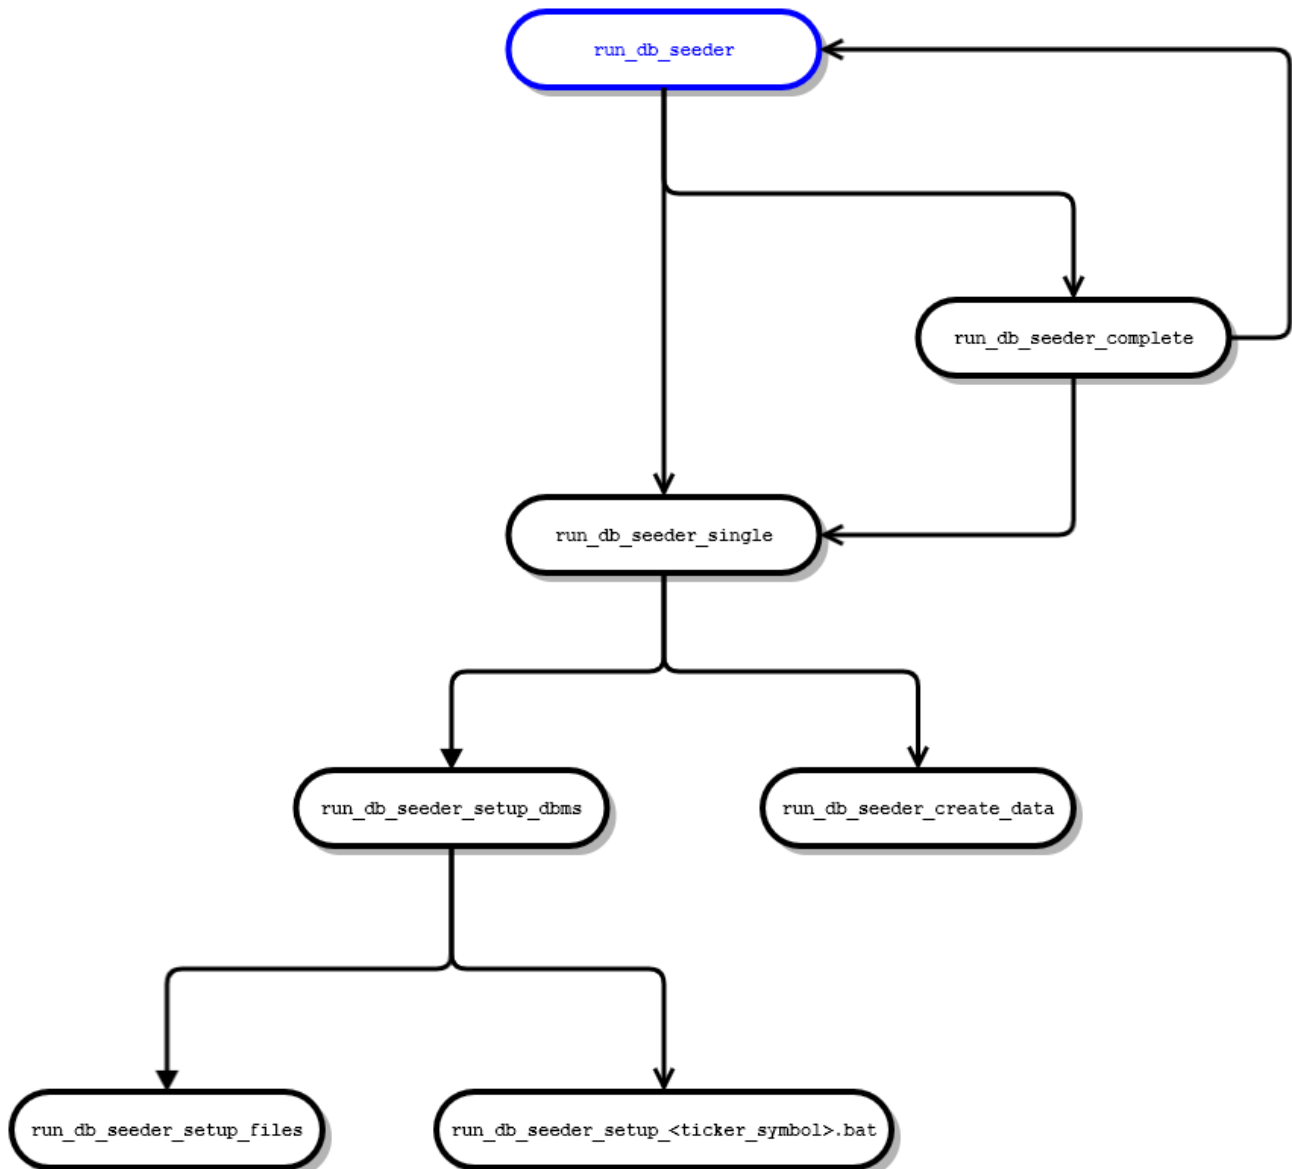 run_db_seeder
run_db_seeder_complete
run_db_seeder_single
run_db_seeder_setup_dbms
run_db_seeder_create_data
run_db_seeder_setup_files
run_db_seeder_setup_<ticker_symbol>.bat